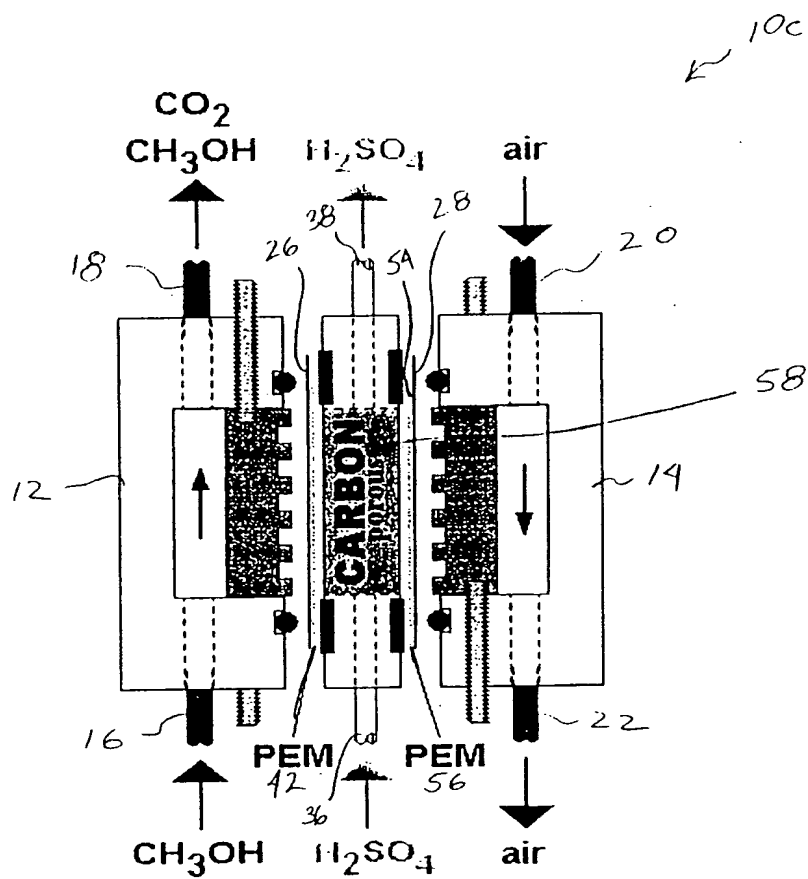 10c
CO2
CH3OH
H2SO4
air
38
28
26
54
20
18
58
CARBON
porous
12
14
16
22
PEM
PEM
42
56
36
CH3OH
H2SO4
air